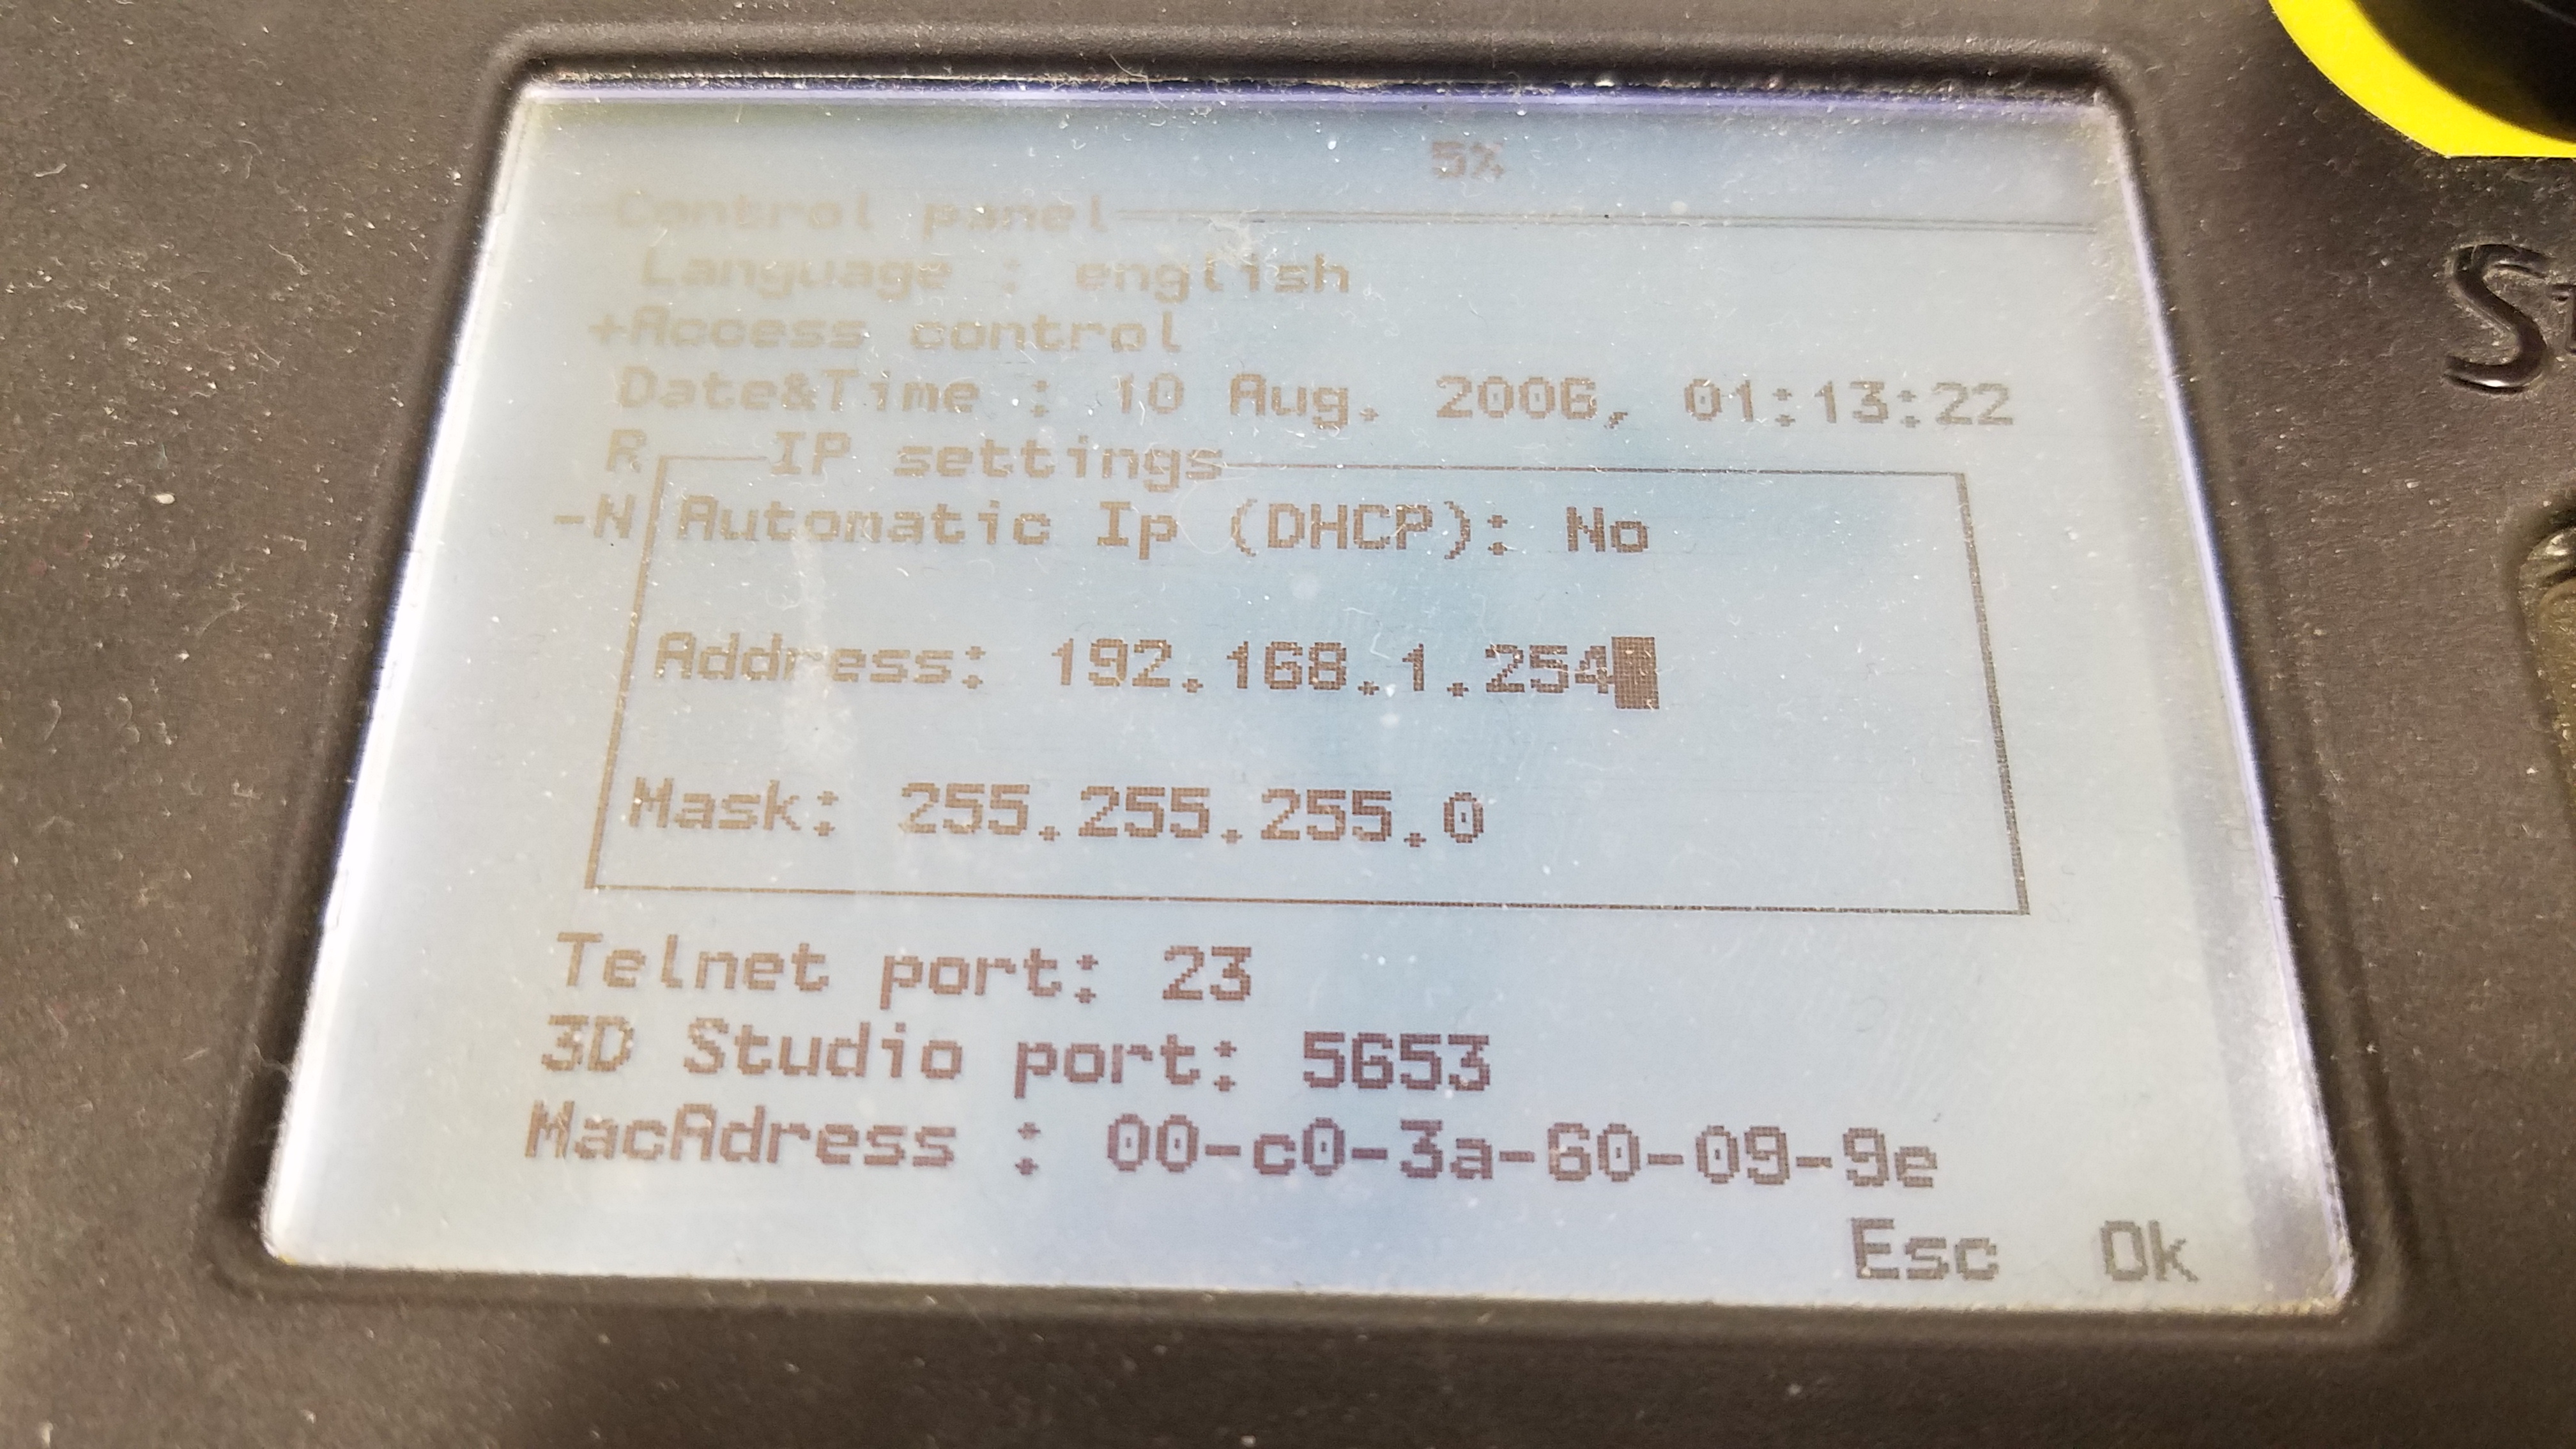 5%
Control panel
Language : english
+Access control
Date&Time : 10 Aug. 2006, 01:13:22
R IP settings
-N Automatic Ip (DHCP): No
Address: 192.168.1.254
Mask: 255.255.255.0
Telnet port: 23
3D Studio port: 5653
MacAdress : 00-c0-3a-60-09-9e
Esc Ok